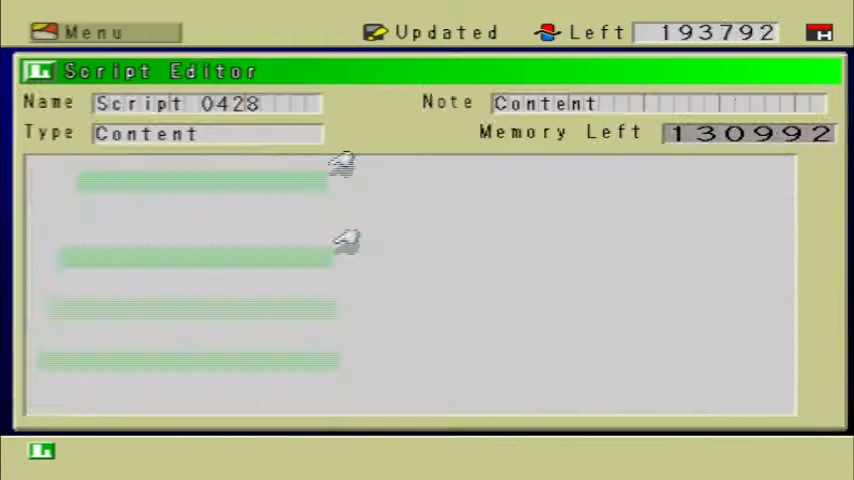 Menu Updated Left 193792
Script Editor
Name Script 0428 Note Content
Type Content Memory Left 130992